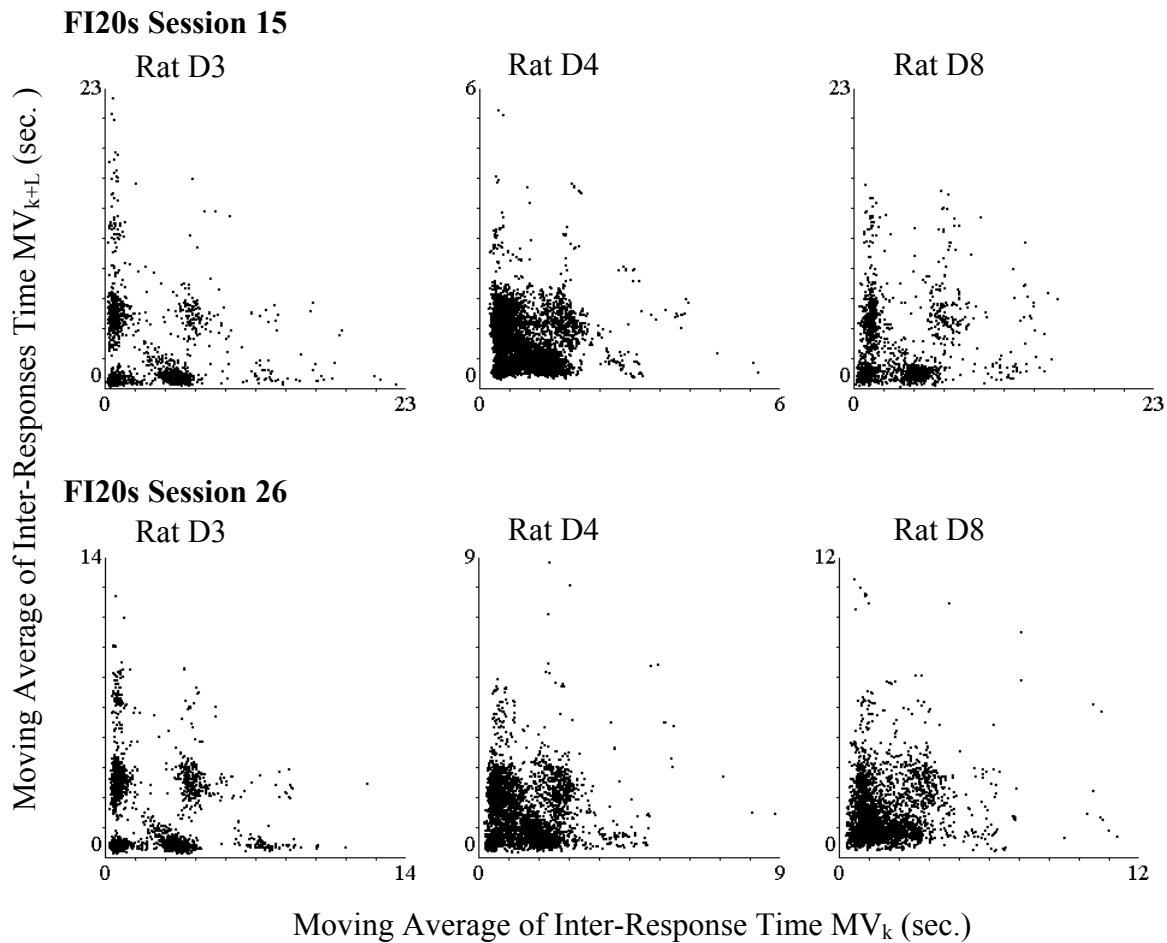 FI20s Session 15
Rat D3
Rat D4
Rat D8
23
6
23
0
0
0
0
23
0
6
0
23
FI20s Session 26
Rat D3
Rat D4
Rat D8
14
9
12
0
0
0
0
14
0
9
0
12
Moving Average of Inter-Responses Time MVk+L (sec.)
Moving Average of Inter-Response Time MVk (sec.)